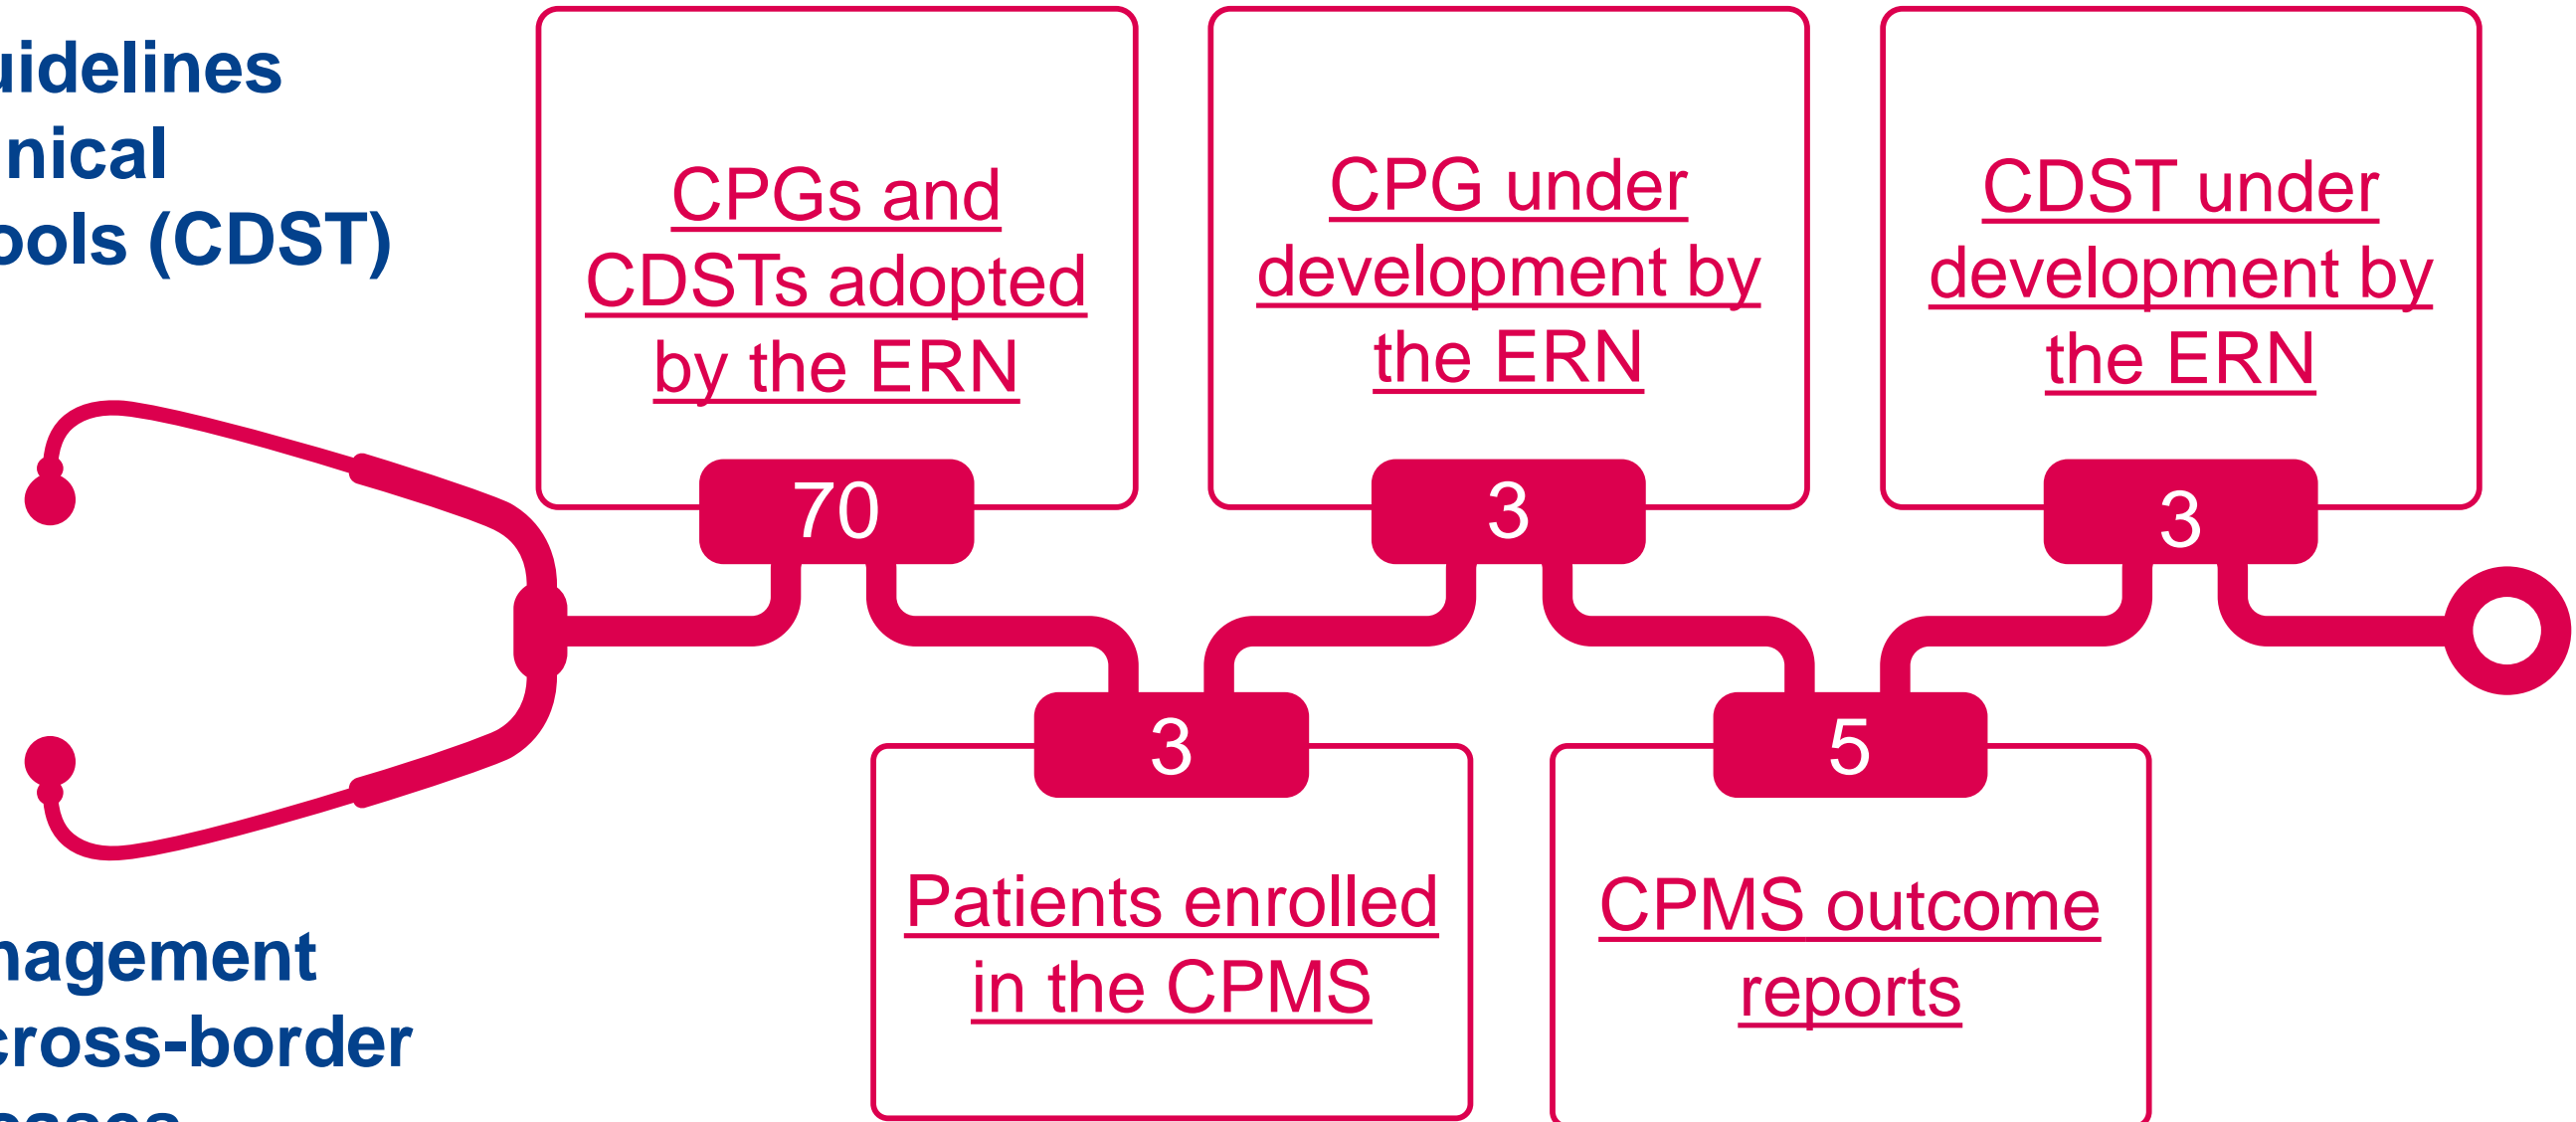 uidelines
nical
ools (CDST)
CPGs and
CDSTs adopted
by the ERN
70
CPG under
development by
the ERN
3
CDST under
development by
the ERN
3
3
Patients enrolled
in the CPMS
5
CPMS outcome
reports
nagement
cross-border